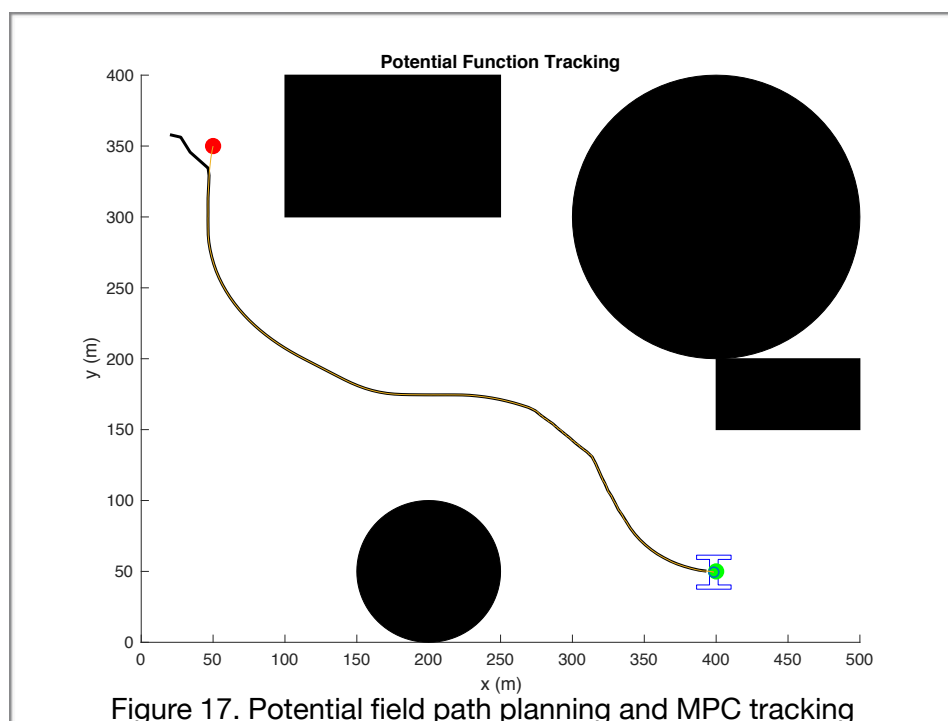 Potential Function Tracking
400
350
300
250
200
150
100
50
0
y (m)
0 50 100 150 200 250 300 350 400 450 500
x (m)
Figure 17. Potential field path planning and MPC tracking